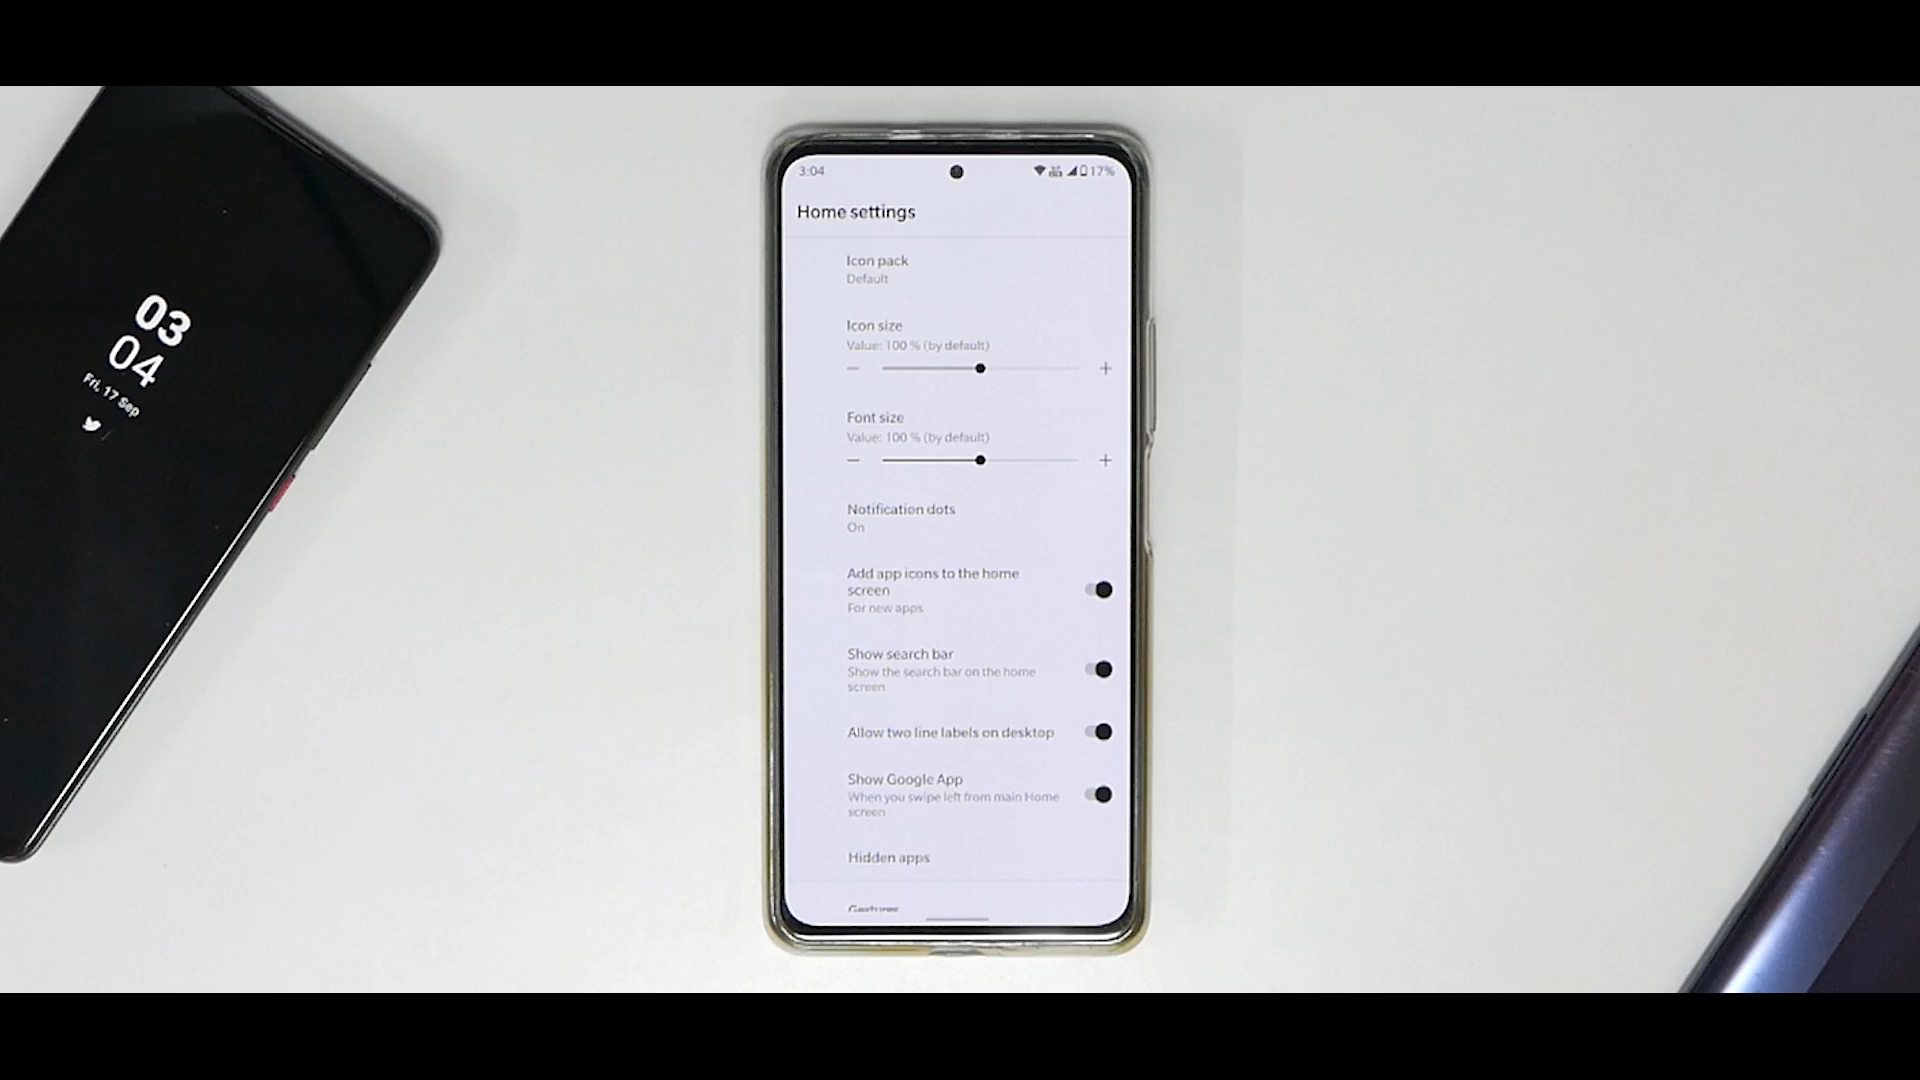 03
04
Fri, 17 Sep
3:04
17%
Home settings
Icon pack
Default
Icon size
Value: 100 % (by default)
Font size
Value: 100 % (by default)
Notification dots
On
Add app icons to the home
screen
For new apps
Show search bar
Show the search bar on the home
screen
Allow two line labels on desktop
Show Google App
When you swipe left from main Home
screen
Hidden apps
Gestures